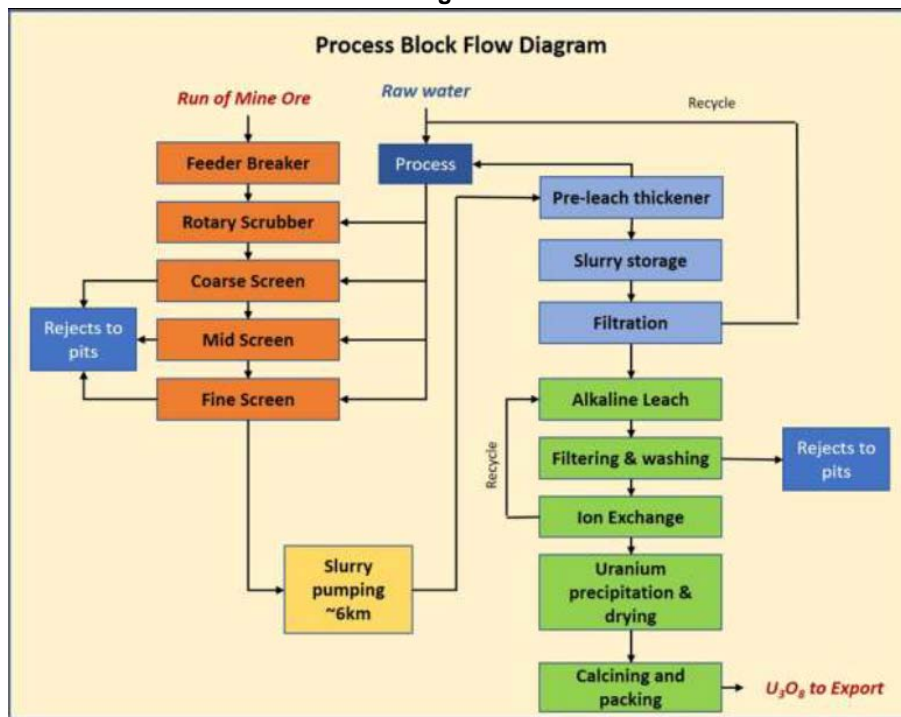 Process Block Flow Diagram
Run of Mine Ore
Raw water
Recycle
Feeder Breaker
Process
Pre-leach thickener
Rotary Scrubber
Slurry storage
Coarse Screen
Rejects to
pits
Mid Screen
Filtration
Fine Screen
Alkaline Leach
Recycle
Filtering & washing
Rejects to
pits
Ion Exchange
Slurry
pumping
~6km
Uranium
precipitation &
drying
Calcining and
packing
U₃O₈ to Export